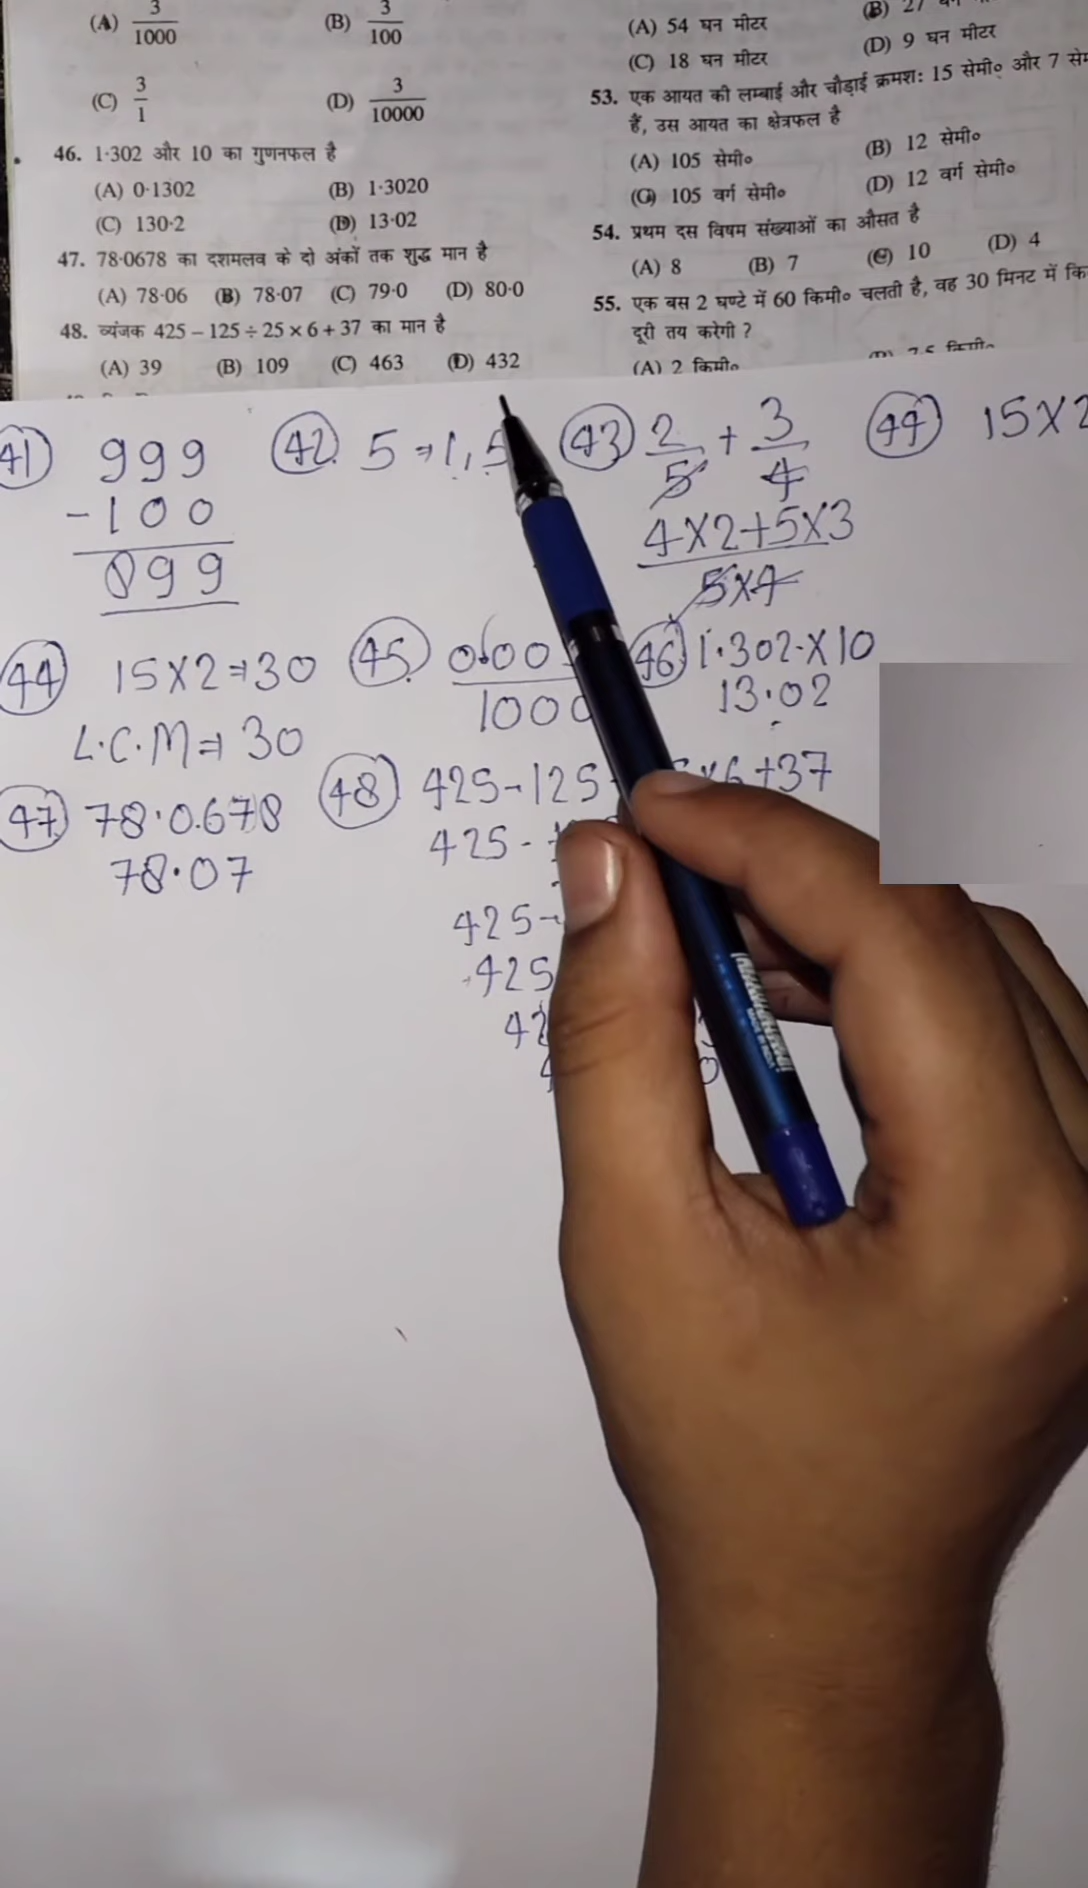 (A) 3/1000 (B) 3/100
(C) 3/1 (D) 3/10000
46. 1·302 और 10 का गुणनफल है
(A) 0·1302 (B) 1·3020
(C) 130·2 (D) 13·02
47. 78·0678 का दशमलव के दो अंकों तक शुद्ध मान है
(A) 78·06 (B) 78·07 (C) 79·0 (D) 80·0
48. व्यंजक 425 – 125 ÷ 25 × 6 + 37 का मान है
(A) 39 (B) 109 (C) 463 (D) 432
(A) 54 घन मीटर (B) 27
(C) 18 घन मीटर (D) 9 घन मीटर
53. एक आयत की लम्बाई और चौड़ाई क्रमशः 15 सेमी० और 7
हैं, उस आयत का क्षेत्रफल है
(A) 105 सेमी० (B) 12 सेमी०
(C) 105 वर्ग सेमी० (D) 12 वर्ग सेमी०
54. प्रथम दस विषम संख्याओं का औसत है
(A) 8 (B) 7 (C) 10 (D) 4
55. एक बस 2 घण्टे में 60 किमी० चलती है, वह 30 मिनट में
दूरी तय करेगी ?
(A) 2 किमी०
41 999 42 5 ⇒ 1, 5 43 2/5 + 3/4 44 15×2
-100 4×2+5×3
899 5×4
44 15×2⇒30 45 0.00 46 1.302×10
1000 13.02
L.C.M⇒ 30
47 78.0678 48 425-125 ×6+37
78.07 425-
425-
425
42